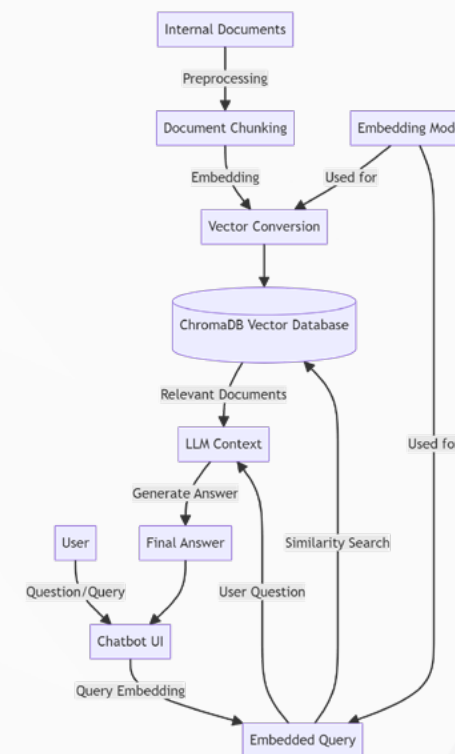 Internal Documents
Preprocessing
Document Chunking
Embedding Mod
Embedding
Used for
Vector Conversion
ChromaDB Vector Database
Relevant Documents
LLM Context
Used fo
Generate Answer
User
Final Answer
Similarity Search
Question/Query
User Question
Chatbot UI
Query Embedding
Embedded Query